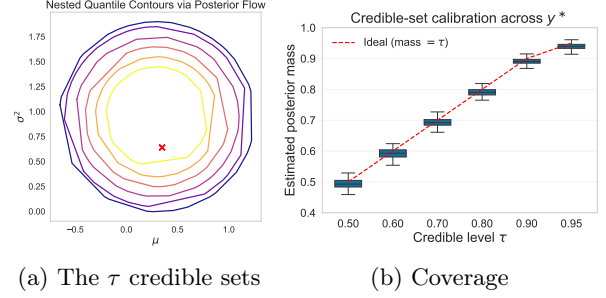 Nested Quantile Contours via Posterior Flow
σ²
1.75
1.50
1.25
1.00
0.75
0.50
0.25
0.00
−0.5
0.0
0.5
1.0
μ
(a) The τ credible sets
Credible-set calibration across y *
Ideal (mass = τ)
Estimated posterior mass
1.0
0.9
0.8
0.7
0.6
0.5
0.4
0.50
0.60
0.70
0.80
0.90
0.95
Credible level τ
(b) Coverage